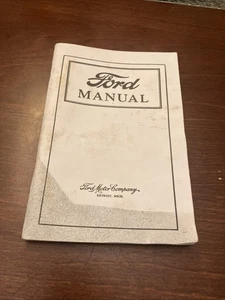 Ford
MANUAL
Ford Motor Company
DETROIT, MICH.